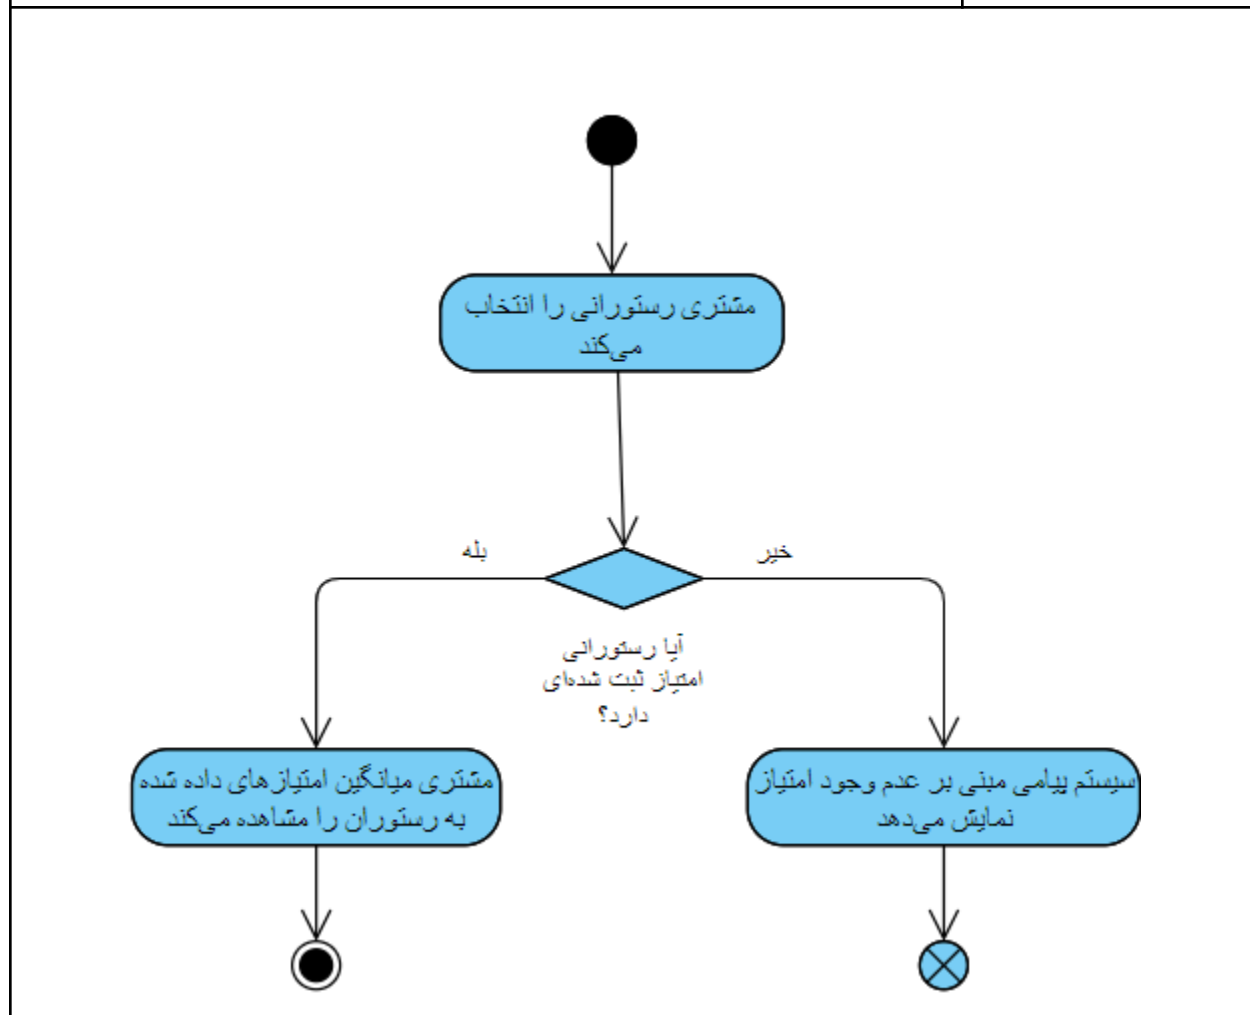 مشتری رستورانی را انتخاب
می‌کند
بله
خیر
آیا رستورانی
امتیاز ثبت شده‌ای
دارد؟
مشتری میانگین امتیازهای داده شده
به رستوران را مشاهده می‌کند
سیستم پیامی مبنی بر عدم وجود امتیاز
نمایش می‌دهد